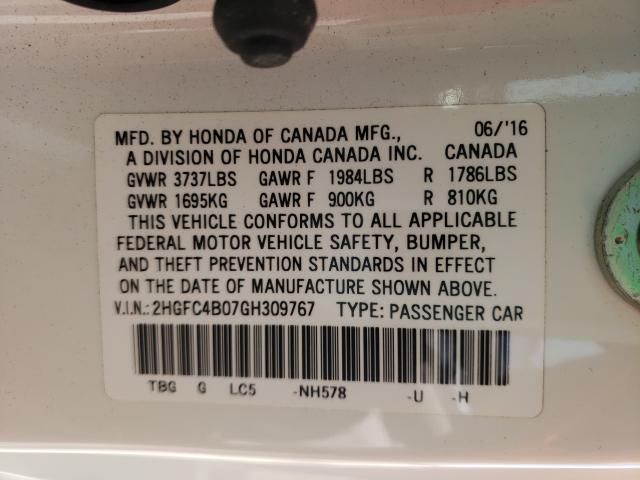 MFD. BY HONDA OF CANADA MFG., 06/'16
A DIVISION OF HONDA CANADA INC. CANADA
GVWR 3737LBS GAWR F 1984LBS R 1786LBS
GVWR 1695KG GAWR F 900KG R 810KG
THIS VEHICLE CONFORMS TO ALL APPLICABLE
FEDERAL MOTOR VEHICLE SAFETY, BUMPER,
AND THEFT PREVENTION STANDARDS IN EFFECT
ON THE DATE OF MANUFACTURE SHOWN ABOVE.
V.I.N.: 2HGFC4B07GH309767 TYPE: PASSENGER CAR
TBG G LC5 -NH578 -U -H